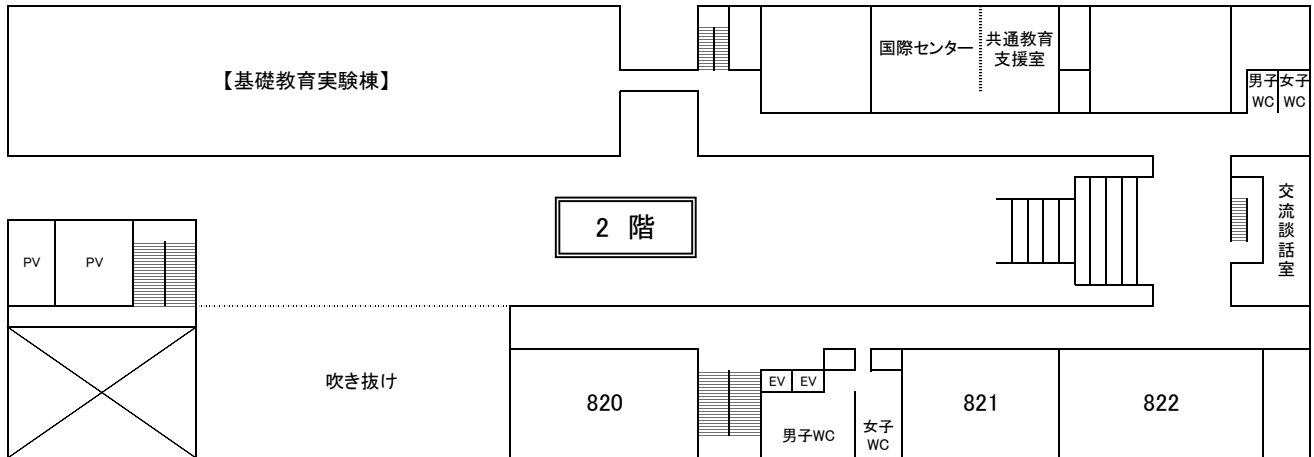 【基礎教育実験棟】
国際センター
共通教育
支援室
男子
WC
女子
WC
2 階
交流談話室
PV
PV
吹き抜け
820
EV
EV
男子WC
女子
WC
821
822